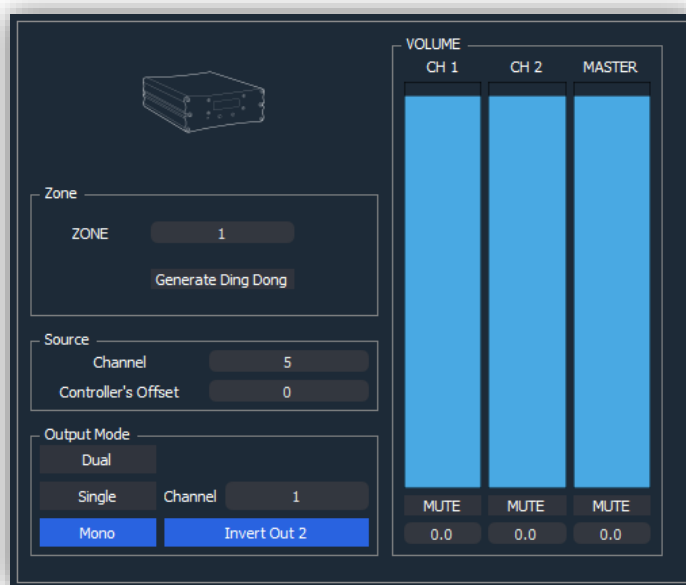 Zone
ZONE 1
Generate Ding Dong
Source
Channel 5
Controller's Offset 0
Output Mode
Dual
Single Channel 1
Mono Invert Out 2
VOLUME
CH 1 CH 2 MASTER
MUTE MUTE MUTE
0.0 0.0 0.0